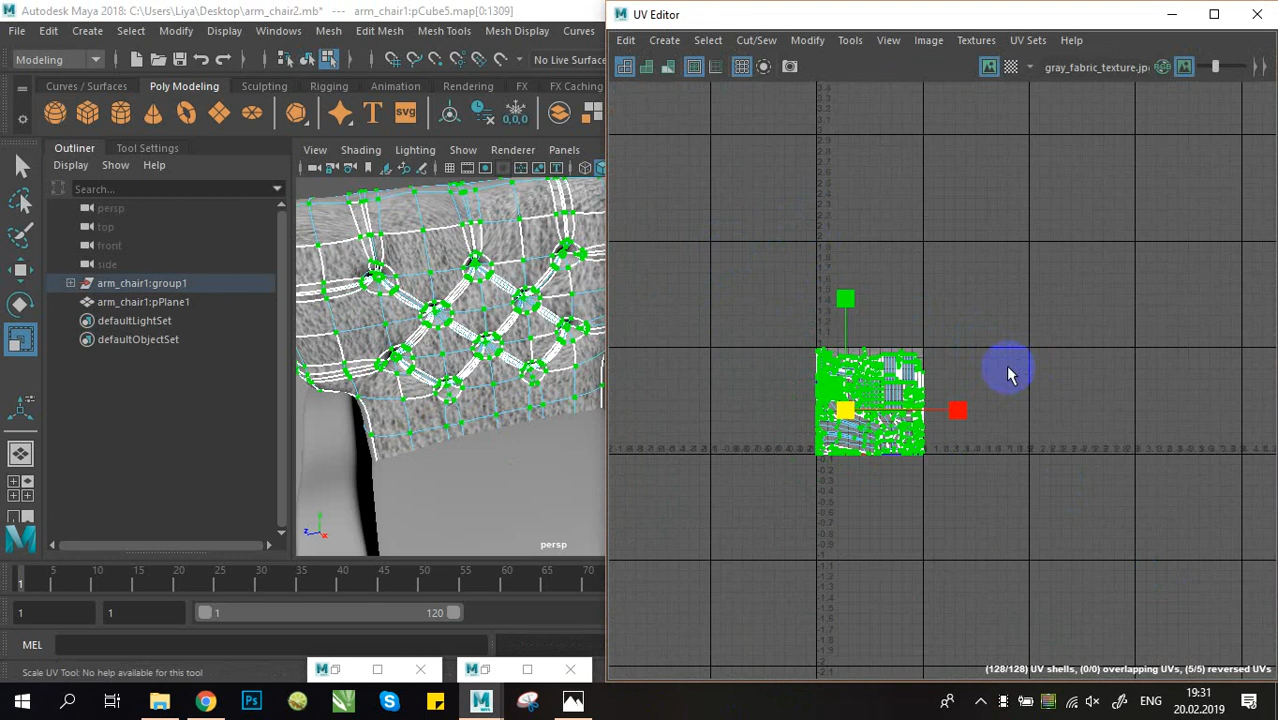 Autodesk Maya 2018: C:\Users\Liya\Desktop\arm_chair2.mb* --- arm_chair1:pCube5.map[0:1309]
UV Editor
File Edit Create Select Modify Display Windows Mesh Edit Mesh Mesh Tools Mesh Display Curves
Edit Create Select Cut/Sew Modify Tools View Image Textures UV Sets Help
Modeling
No Live Surface
gray_fabric_texture.jp
Curves / Surfaces Poly Modeling Sculpting Rigging Animation Rendering FX FX Caching
SVG
0,0,0
Outliner Tool Settings
View Shading Lighting Show Renderer Panels
Display Show Help
Search...
persp
top
front
side
arm_chair1:group1
arm_chair1:pPlane1
defaultLightSet
defaultObjectSet
persp
1 5 10 15 20 25 30 35 40 45 50 55 60 65 70
1 1 1 120
MEL
Scale UV Tool: No help available for this tool
(128/128) UV shells, (0/0) overlapping UVs, (5/5) reversed UVs
ENG
19:31
20.02.2019